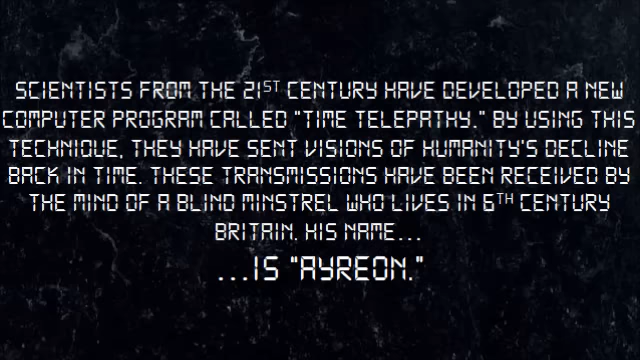 SCIENTISTS FROM THE 21ST CENTURY HAVE DEVELOPED A NEW
COMPUTER PROGRAM CALLED "TIME TELEPATHY." BY USING THIS
TECHNIQUE, THEY HAVE SENT VISIONS OF HUMANITY'S DECLINE
BACK IN TIME. THESE TRANSMISSIONS HAVE BEEN RECEIVED BY
THE MIND OF A BLIND MINSTREL WHO LIVES IN 6TH CENTURY
BRITAIN. HIS NAME...
...IS "AYREON."